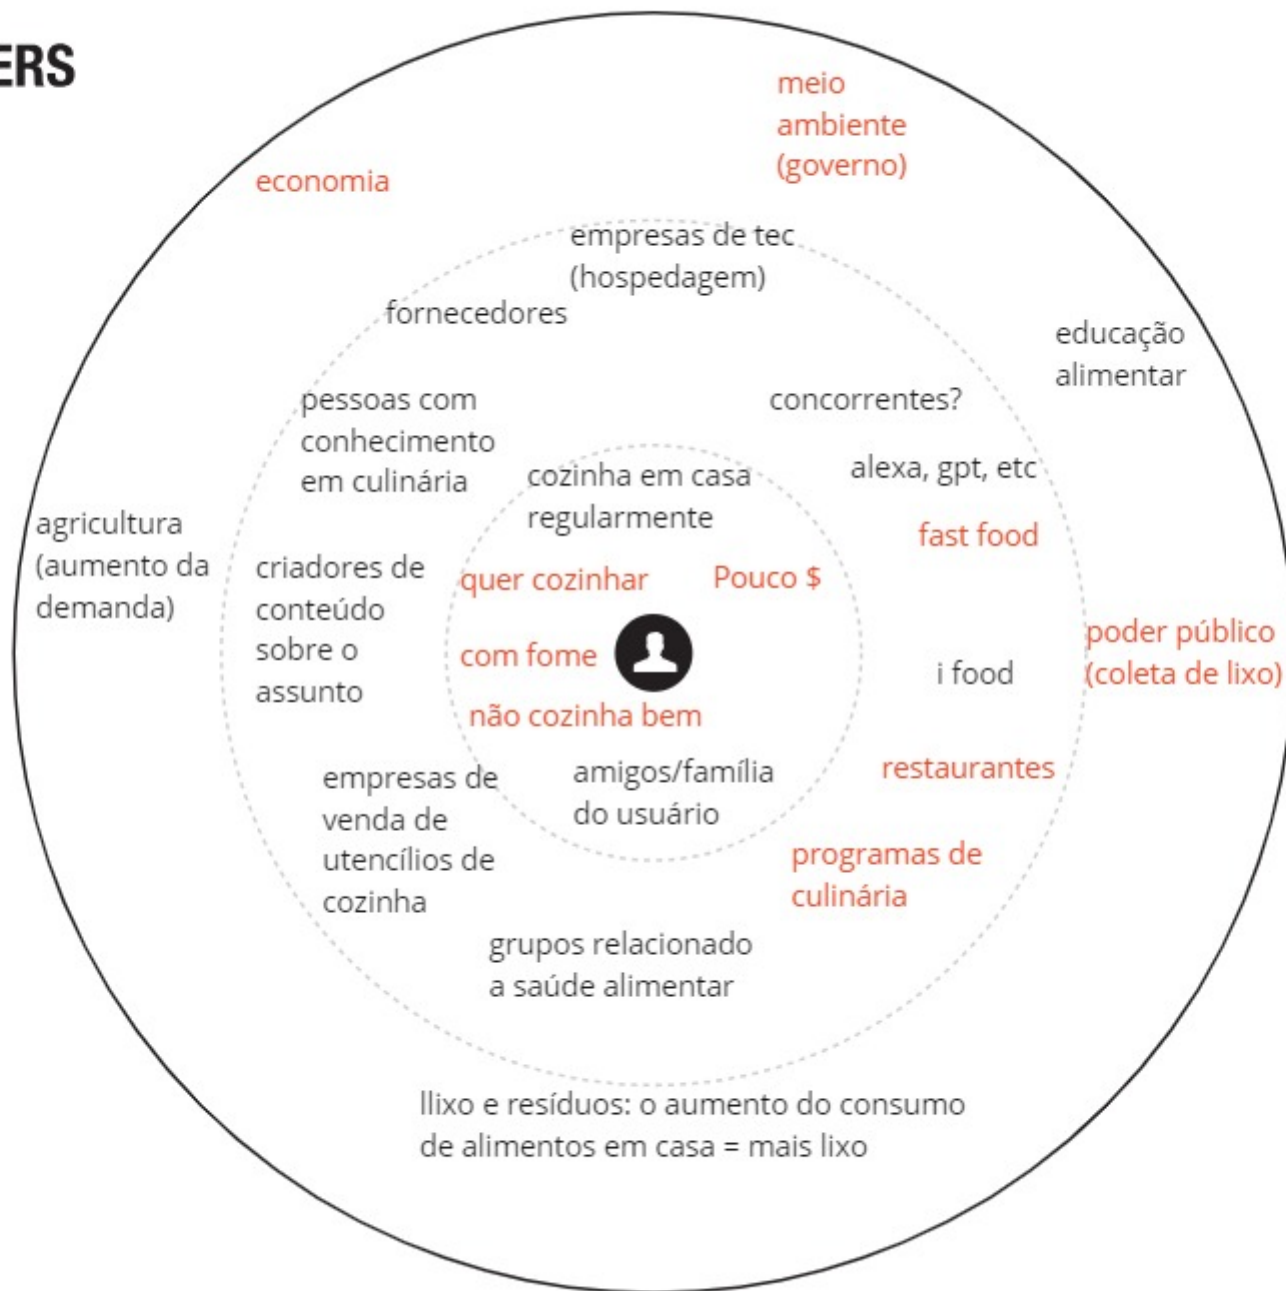 ERS
meio
ambiente
(governo)
economia
empresas de tec
(hospedagem)
fornecedores
educação
alimentar
pessoas com
conhecimento
em culinária
concorrentes?
cozinha em casa
regularmente
alexa, gpt, etc
agricultura
(aumento da
demanda)
fast food
criadores de
conteúdo
sobre o
assunto
quer cozinhar
Pouco $
com fome
poder público
(coleta de lixo)
i food
não cozinha bem
empresas de
venda de
utencílios de
cozinha
amigos/família
do usuário
restaurantes
programas de
culinária
grupos relacionado
a saúde alimentar
llixo e resíduos: o aumento do consumo
de alimentos em casa = mais lixo